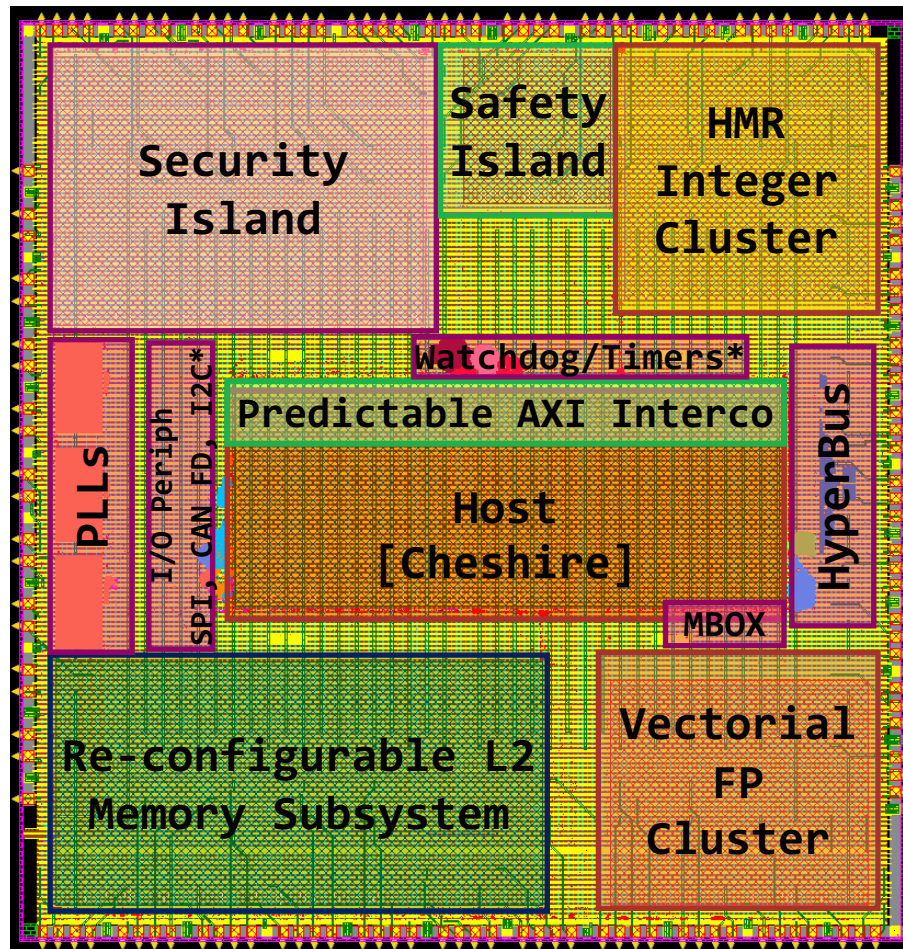 Security
Island
Safety
Island
HMR
Integer
Cluster
Watchdog/Timers*
PLLs
I/O Periph
SPI, CAN FD, I2C*
Predictable AXI Interco
Host
[Cheshire]
HyperBus
MBOX
Re-configurable L2
Memory Subsystem
Vectorial
FP
Cluster